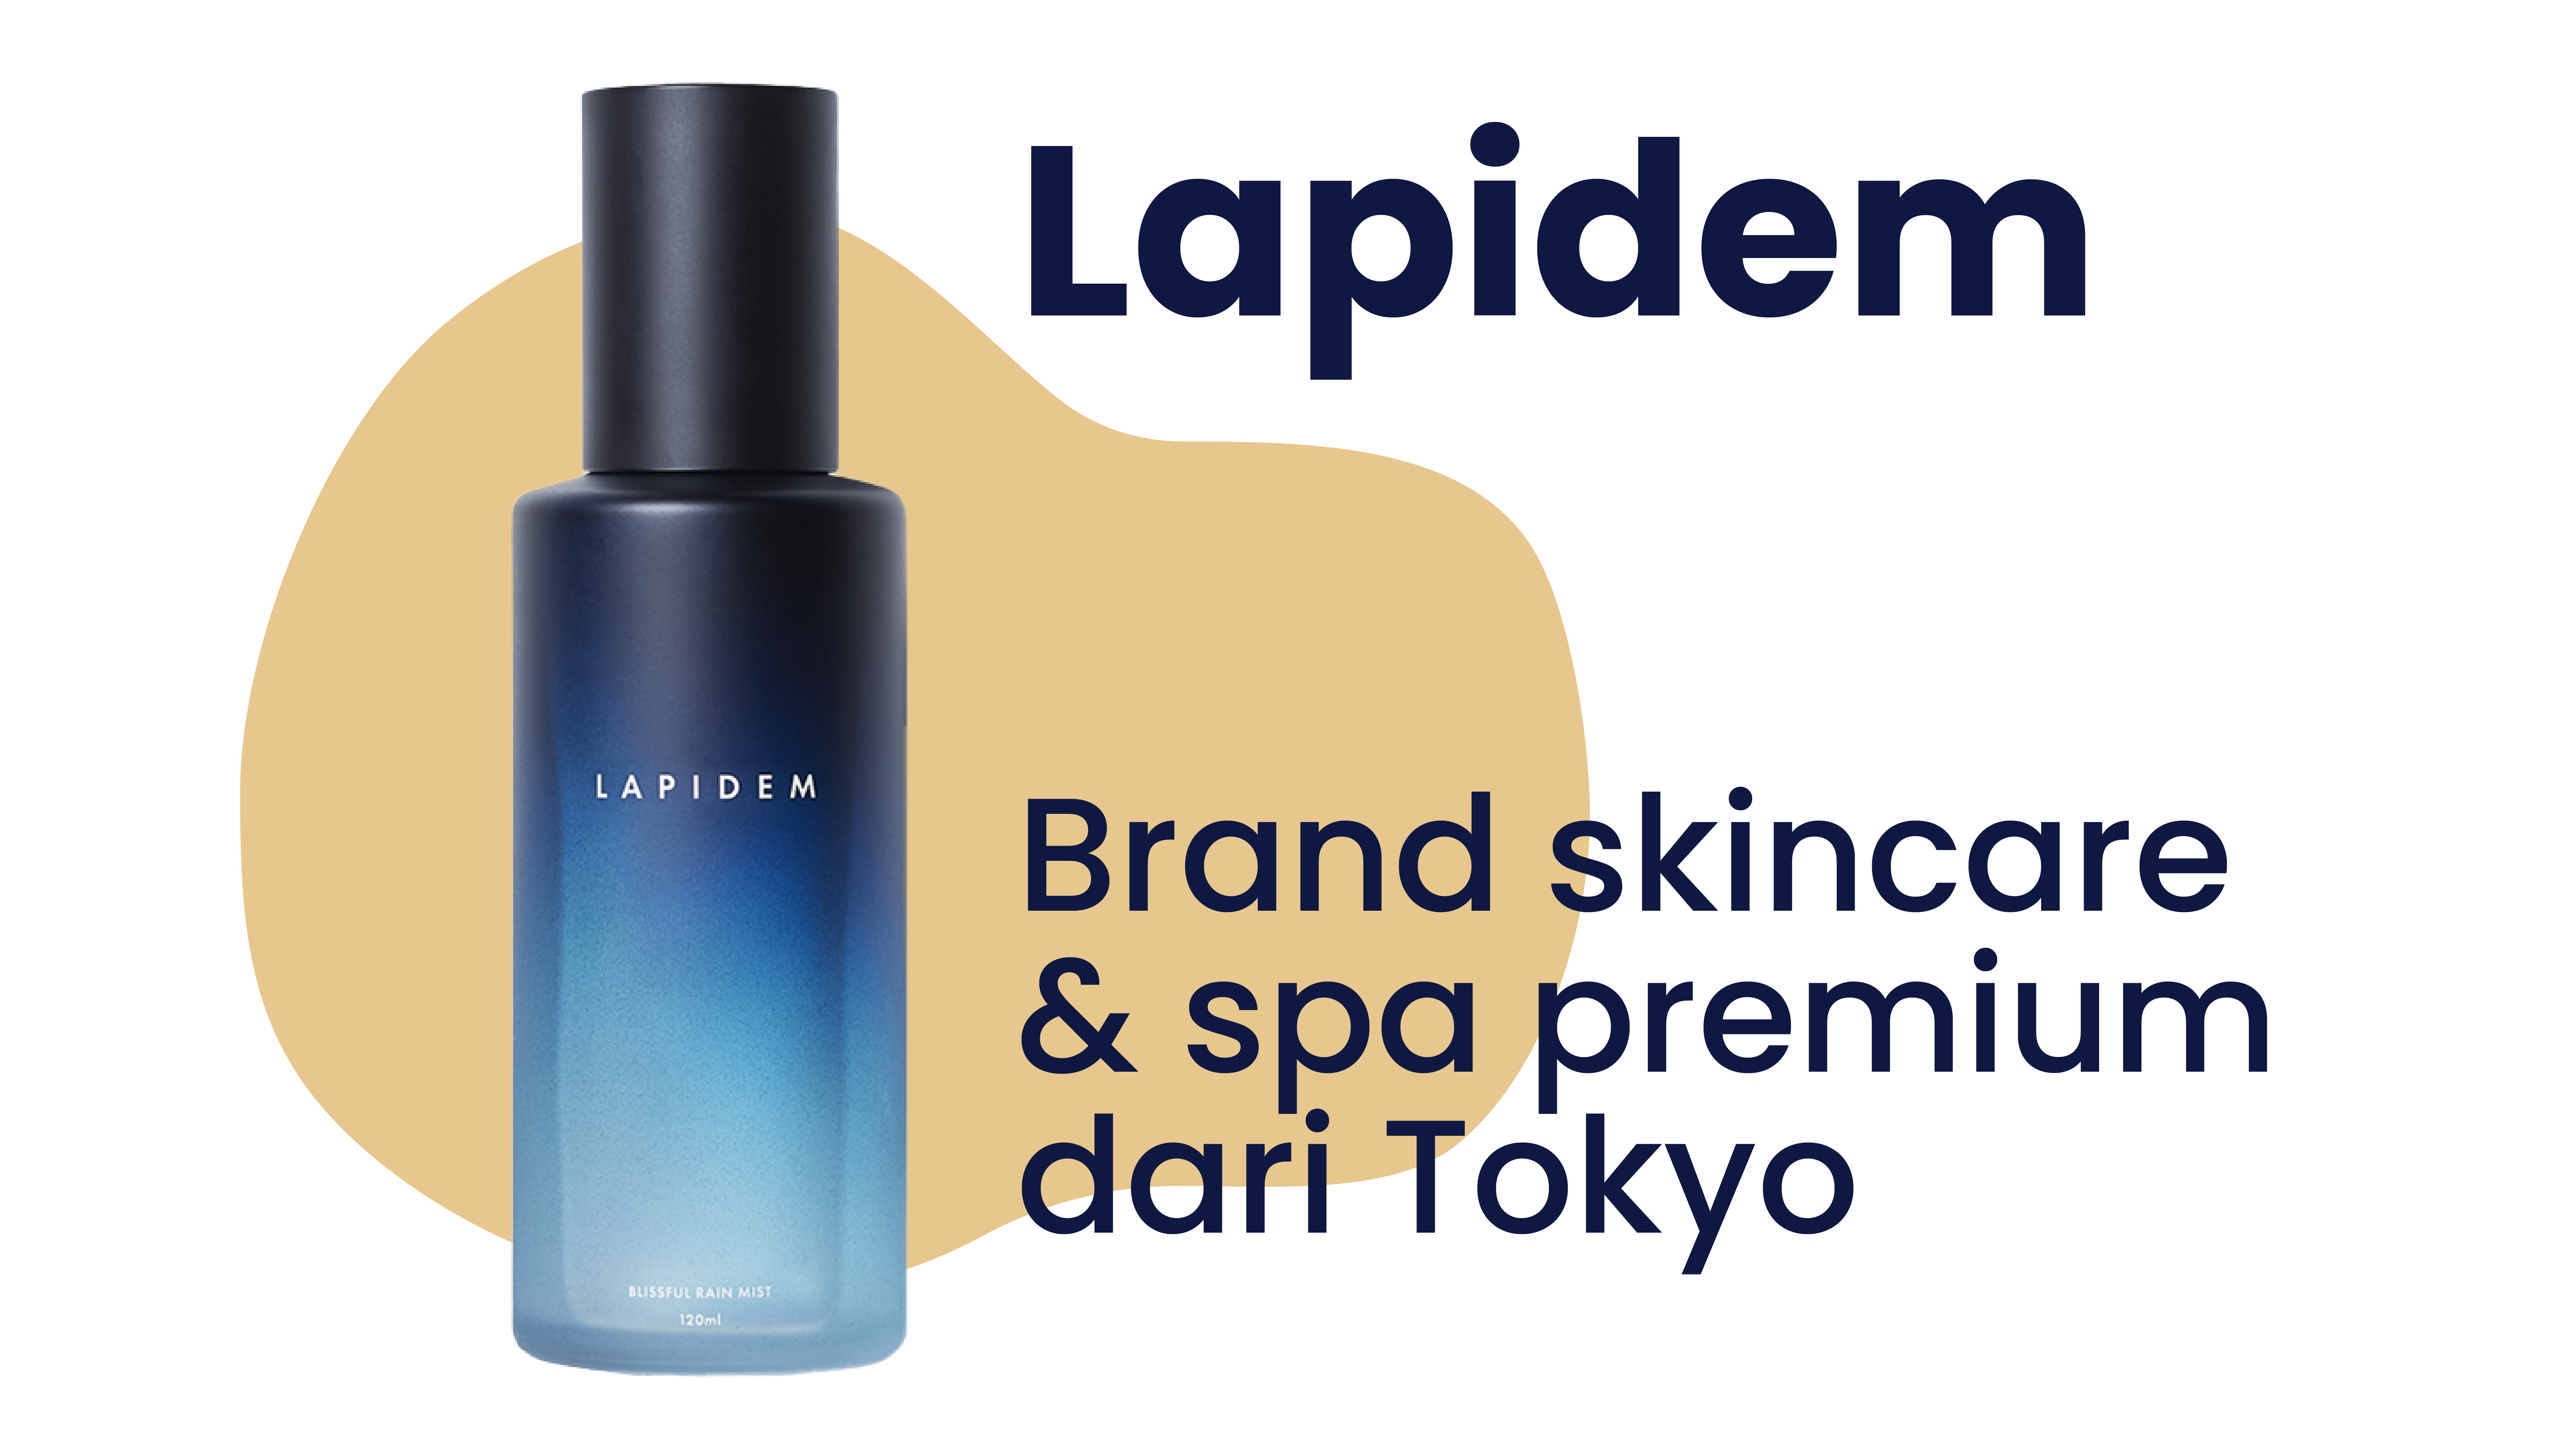 Lapidem
LAPIDEM
Brand skincare
& spa premium
dari Tokyo
BLISSFUL RAIN MIST
120ml